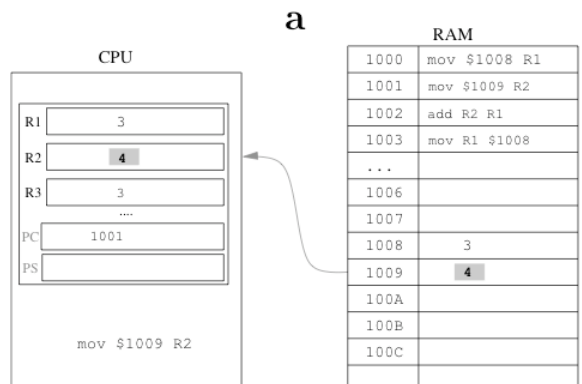 a
CPU
R1 3
R2 4
R3 3
....
PC 1001
PS
mov $1009 R2
RAM
1000 mov $1008 R1
1001 mov $1009 R2
1002 add R2 R1
1003 mov R1 $1008
...
1006
1007
1008 3
1009 4
100A
100B
100C